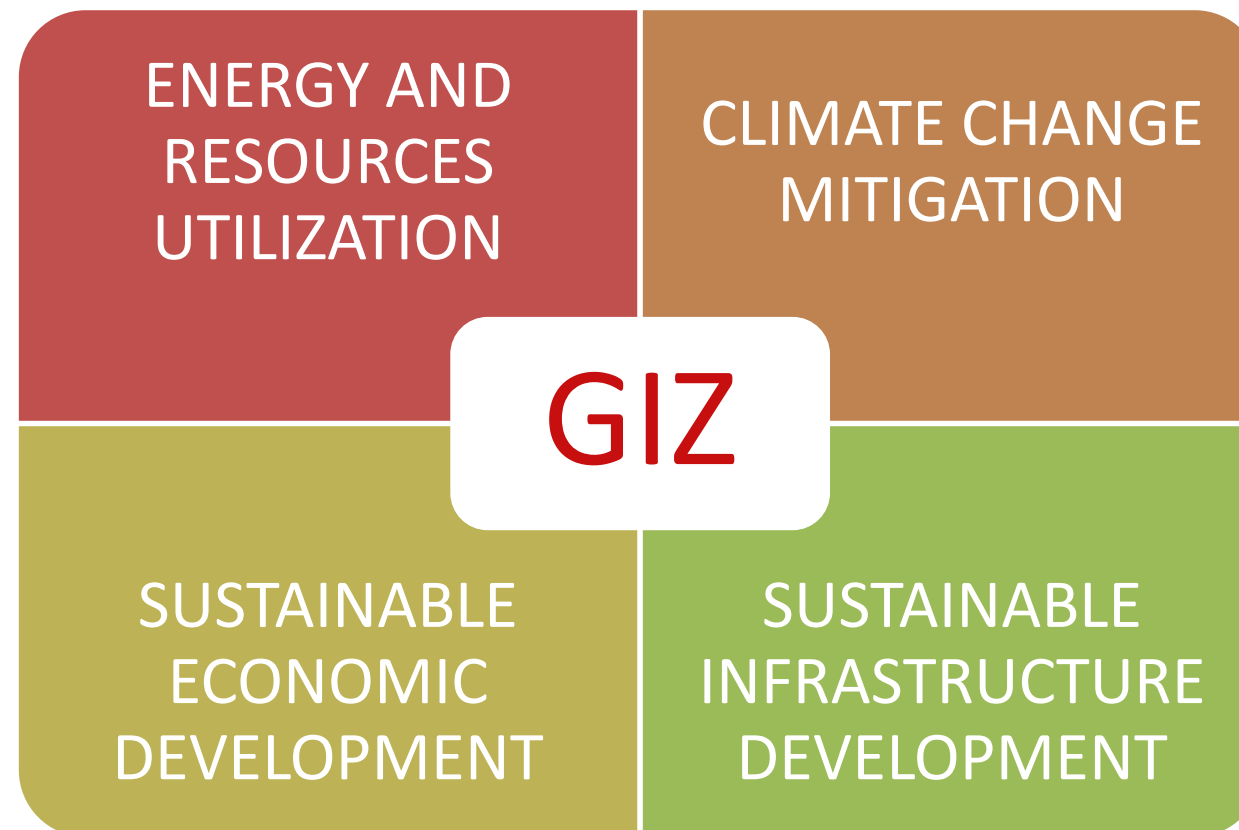 ENERGY AND
RESOURCES
UTILIZATION
CLIMATE CHANGE
MITIGATION
GIZ
SUSTAINABLE
ECONOMIC
DEVELOPMENT
SUSTAINABLE
INFRASTRUCTURE
DEVELOPMENT